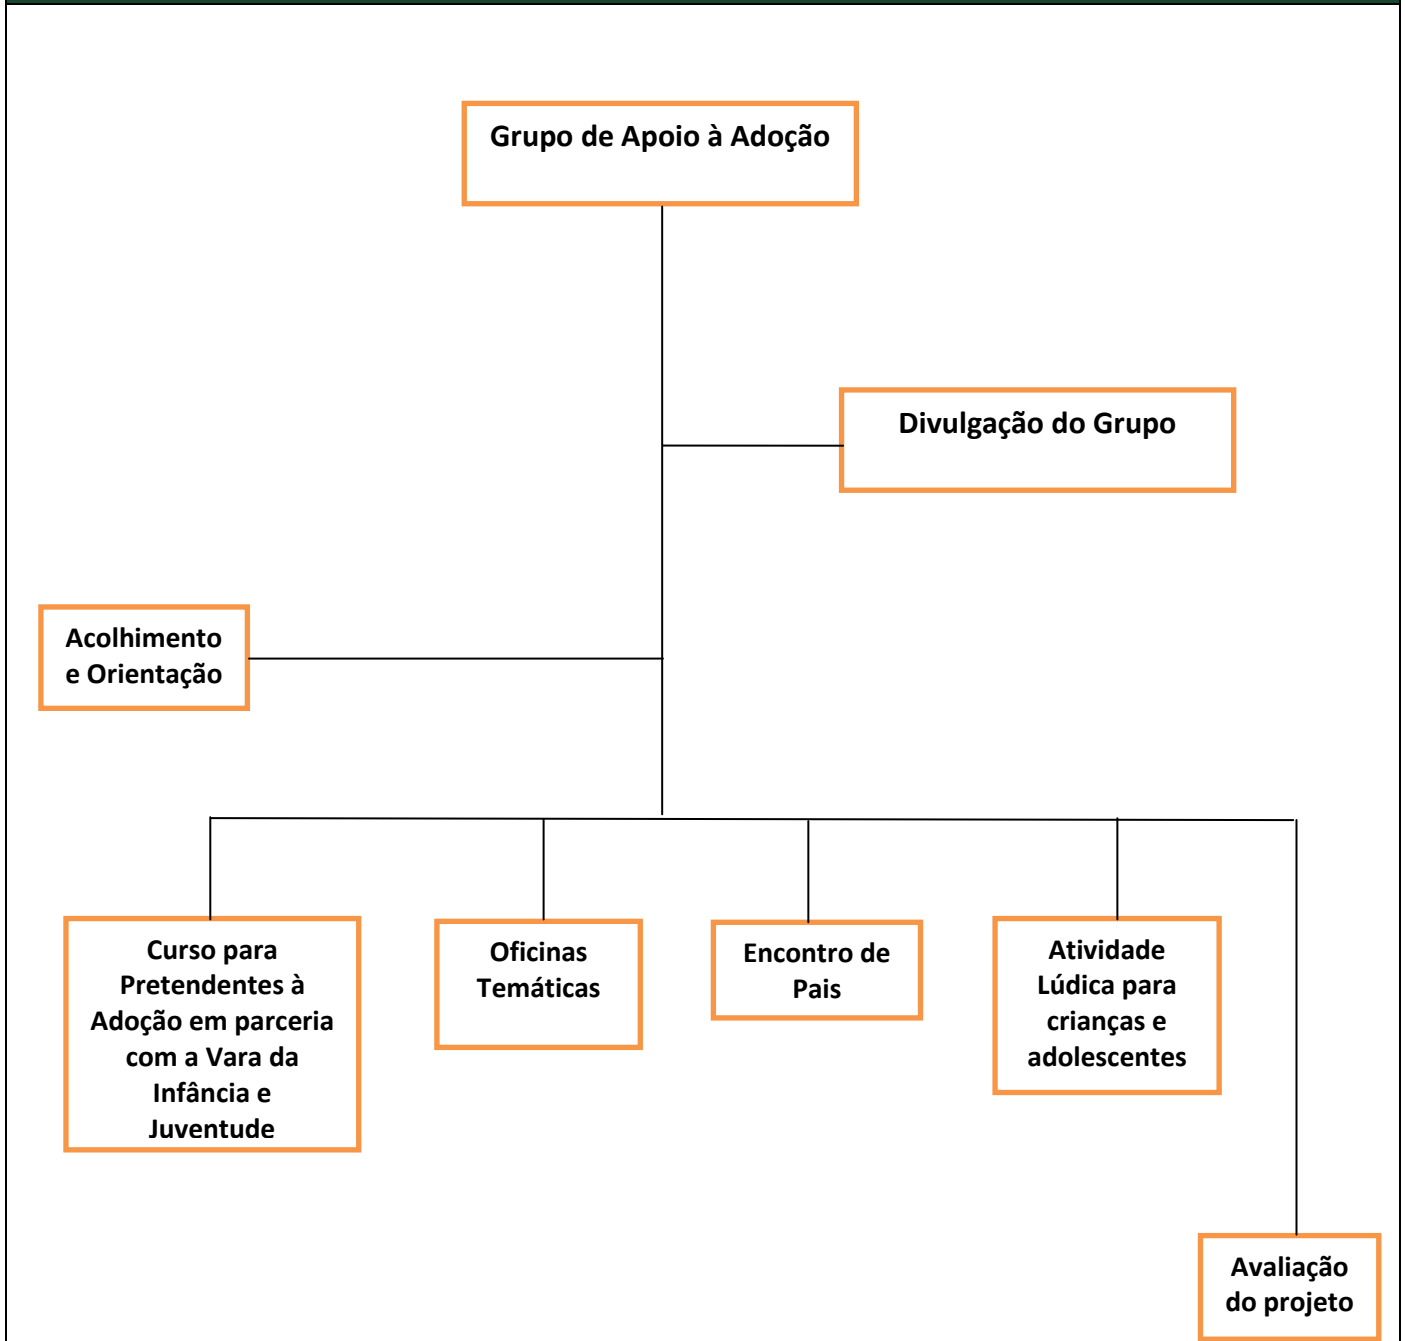 Grupo de Apoio à Adoção
Divulgação do Grupo
Acolhimento
e Orientação
Curso para
Pretendentes à
Adoção em parceria
com a Vara da
Infância e
Juventude
Oficinas
Temáticas
Encontro de
Pais
Atividade
Lúdica para
crianças e
adolescentes
Avaliação
do projeto